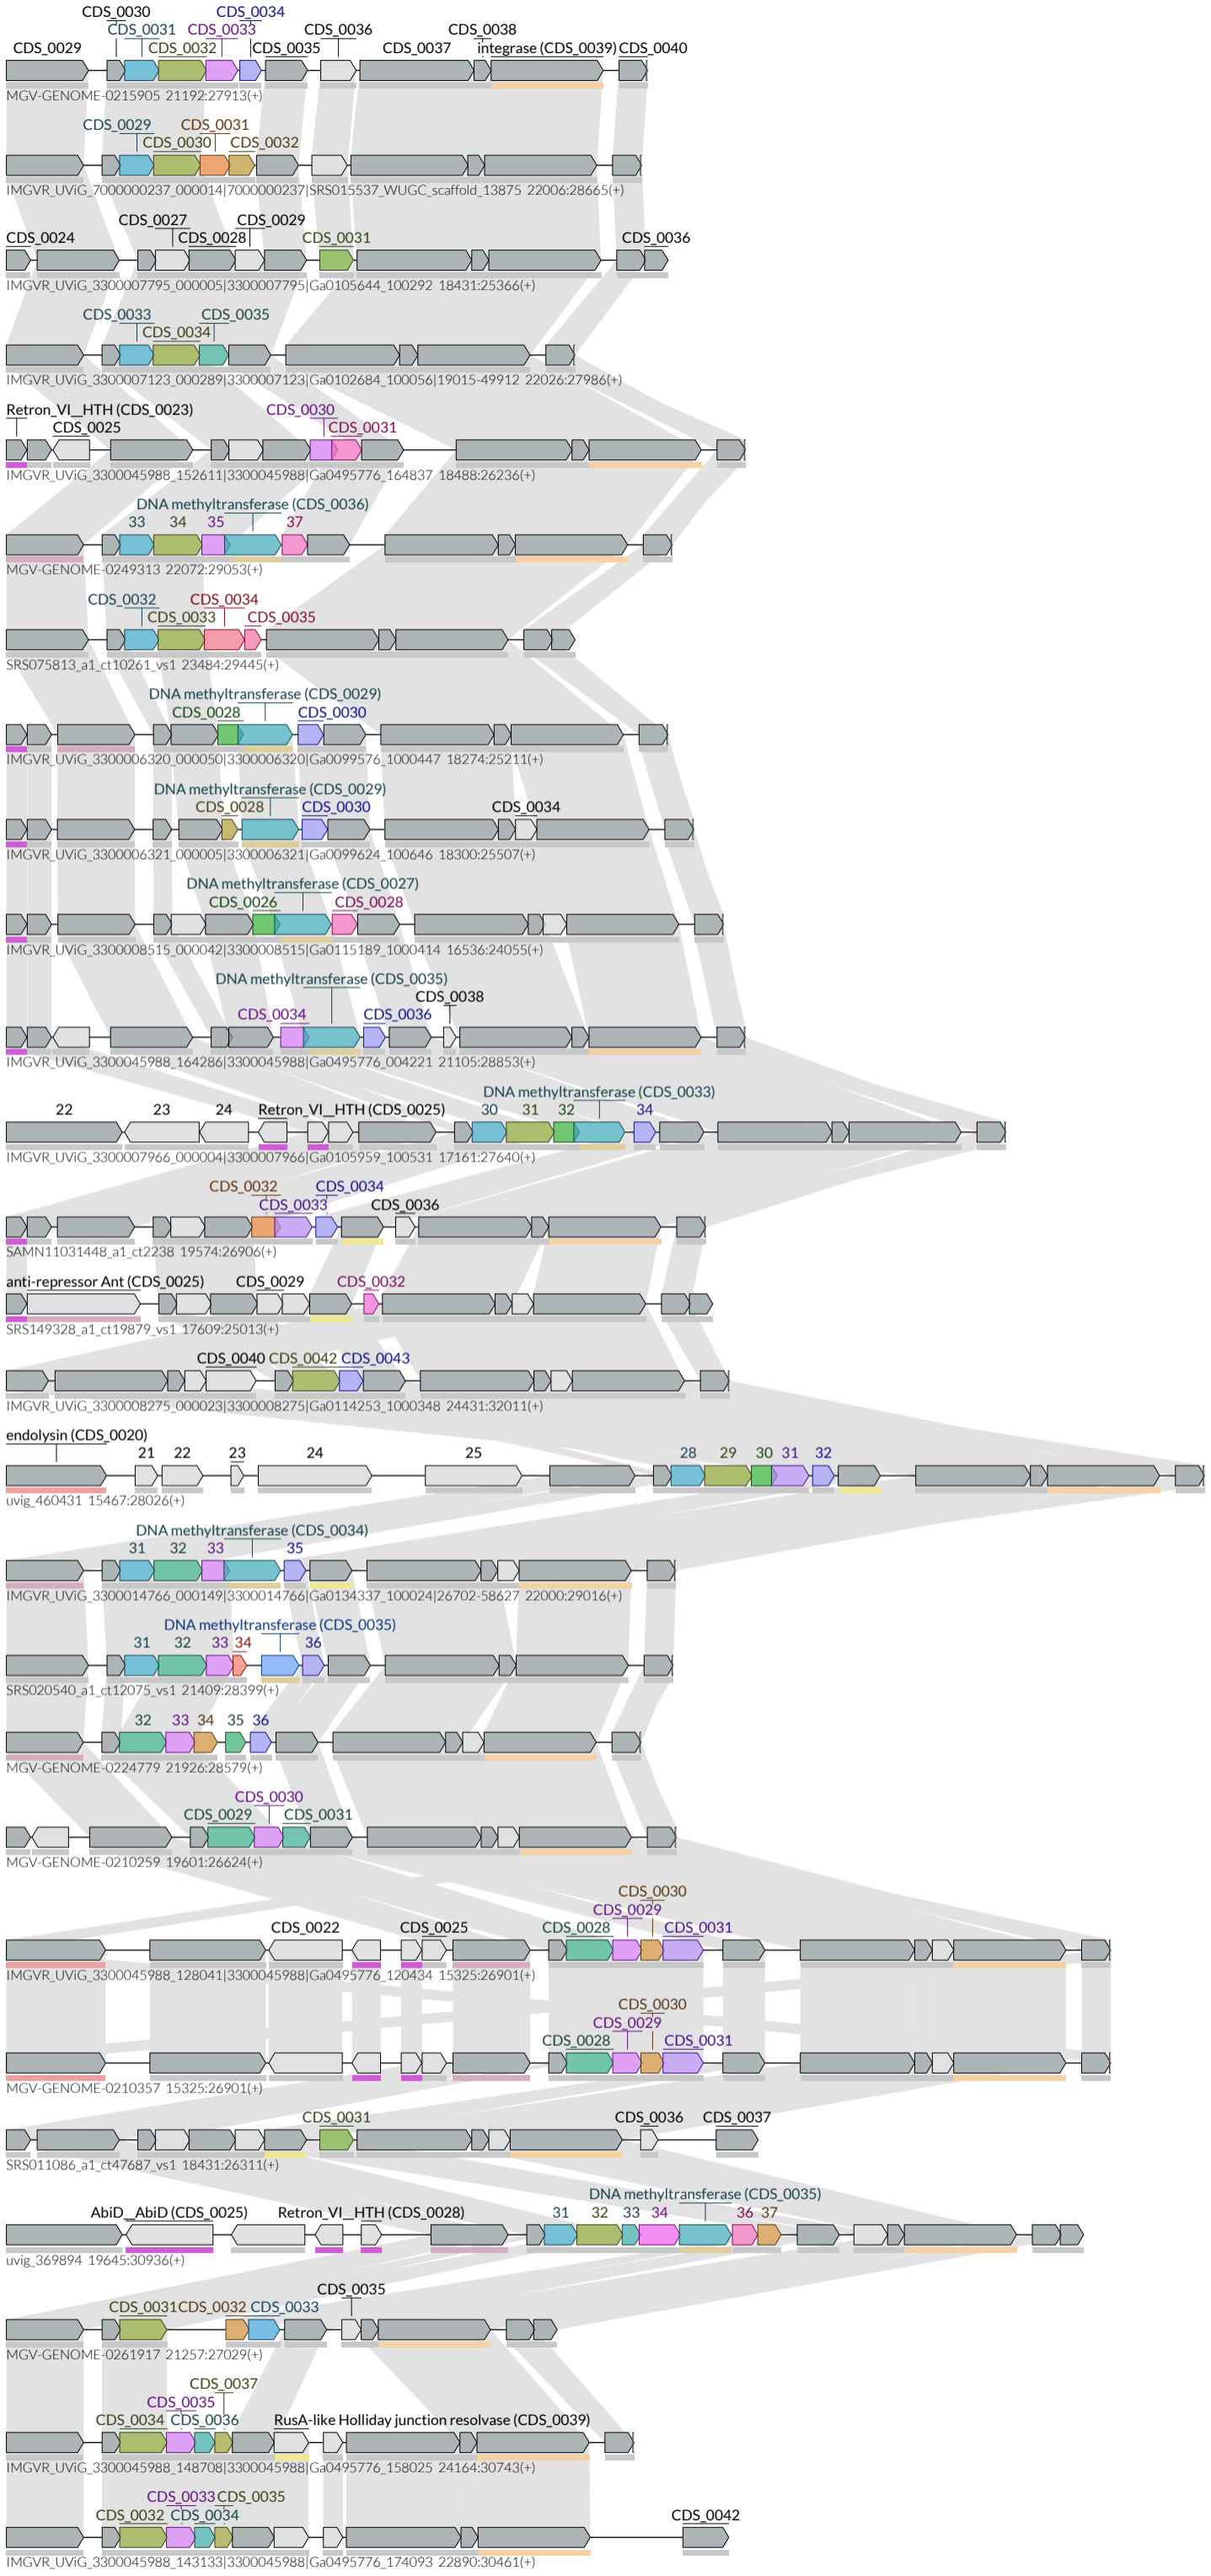 CDS_0030 CDS_0034
CDS_0031 CDS_0033 CDS_0036 CDS_0038
CDS_0029 CDS_0032 CDS_0035 CDS_0037 integrase (CDS_0039) CDS_0040
MGV-GENOME-0215905 21192:27913(+)
CDS_0029 CDS_0031
CDS_0030 CDS_0032
IMGVR_UViG_7000000237_000014|7000000237|SRS015537_WUGC_scaffold_13875 22006:28665(+)
CDS_0027 CDS_0029
CDS_0024 CDS_0028 CDS_0031 CDS_0036
IMGVR_UViG_3300007795_000005|3300007795|Ga0105644_100292 18431:25366(+)
CDS_0033 CDS_0035
CDS_0034
IMGVR_UViG_3300007123_000289|3300007123|Ga0102684_100056|19015-49912 22026:27986(+)
Retron_VI__HTH (CDS_0023) CDS_0030
CDS_0025 CDS_0031
IMGVR_UViG_3300045988_152611|3300045988|Ga0495776_164837 18488:26236(+)
DNA methyltransferase (CDS_0036)
33 34 35 37
MGV-GENOME-0249313 22072:29053(+)
CDS_0032 CDS_0034
CDS_0033 CDS_0035
SRS075813_a1_ct10261_vs1 23484:29445(+)
DNA methyltransferase (CDS_0029)
CDS_0028 CDS_0030
IMGVR_UViG_3300006320_000050|3300006320|Ga0099576_1000447 18274:25211(+)
DNA methyltransferase (CDS_0029)
CDS_0028 CDS_0030 CDS_0034
IMGVR_UViG_3300006321_000005|3300006321|Ga0099624_100646 18300:25507(+)
DNA methyltransferase (CDS_0027)
CDS_0026 CDS_0028
IMGVR_UViG_3300008515_000042|3300008515|Ga0115189_1000414 16536:24055(+)
DNA methyltransferase (CDS_0035)
CDS_0038
CDS_0034 CDS_0036
IMGVR_UViG_3300045988_164286|3300045988|Ga0495776_004221 21105:28853(+)
DNA methyltransferase (CDS_0033)
22 23 24 Retron_VI__HTH (CDS_0025) 30 31 32 34
IMGVR_UViG_3300007966_000004|3300007966|Ga0105959_100531 17161:27640(+)
CDS_0032 CDS_0034
CDS_0033 CDS_0036
SAMN11031448_a1_ct2238 19574:26906(+)
anti-repressor Ant (CDS_0025) CDS_0029 CDS_0032
SRS149328_a1_ct19879_vs1 17609:25013(+)
CDS_0040 CDS_0042 CDS_0043
IMGVR_UViG_3300008275_000023|3300008275|Ga0114253_1000348 24431:32011(+)
endolysin (CDS_0020)
21 22 23 24 25 28 29 30 31 32
uvig_460431 15467:28026(+)
DNA methyltransferase (CDS_0034)
31 32 33 35
IMGVR_UViG_3300014766_000149|3300014766|Ga0134337_100024|26702-58627 22000:29016(+)
DNA methyltransferase (CDS_0035)
31 32 33 34 36
SRS020540_a1_ct12075_vs1 21409:28399(+)
32 33 34 35 36
MGV-GENOME-0224779 21926:28579(+)
CDS_0030
CDS_0029 CDS_0031
MGV-GENOME-0210259 19601:26624(+)
CDS_0030
CDS_0029
CDS_0022 CDS_0025 CDS_0028 CDS_0031
IMGVR_UViG_3300045988_128041|3300045988|Ga0495776_120434 15325:26901(+)
CDS_0030
CDS_0029
CDS_0028 CDS_0031
MGV-GENOME-0210357 15325:26901(+)
CDS_0031 CDS_0036 CDS_0037
SRS011086_a1_ct47687_vs1 18431:26311(+)
DNA methyltransferase (CDS_0035)
AbiD__AbiD (CDS_0025) Retron_VI__HTH (CDS_0028) 31 32 33 34 36 37
uvig_369894 19645:30936(+)
CDS_0035
CDS_0031 CDS_0032 CDS_0033
MGV-GENOME-0261917 21257:27029(+)
CDS_0037
CDS_0035
CDS_0034 CDS_0036 RusA-like Holliday junction resolvase (CDS_0039)
IMGVR_UViG_3300045988_148708|3300045988|Ga0495776_158025 24164:30743(+)
CDS_0033 CDS_0035
CDS_0032 CDS_0034 CDS_0042
IMGVR_UViG_3300045988_143133|3300045988|Ga0495776_174093 22890:30461(+)